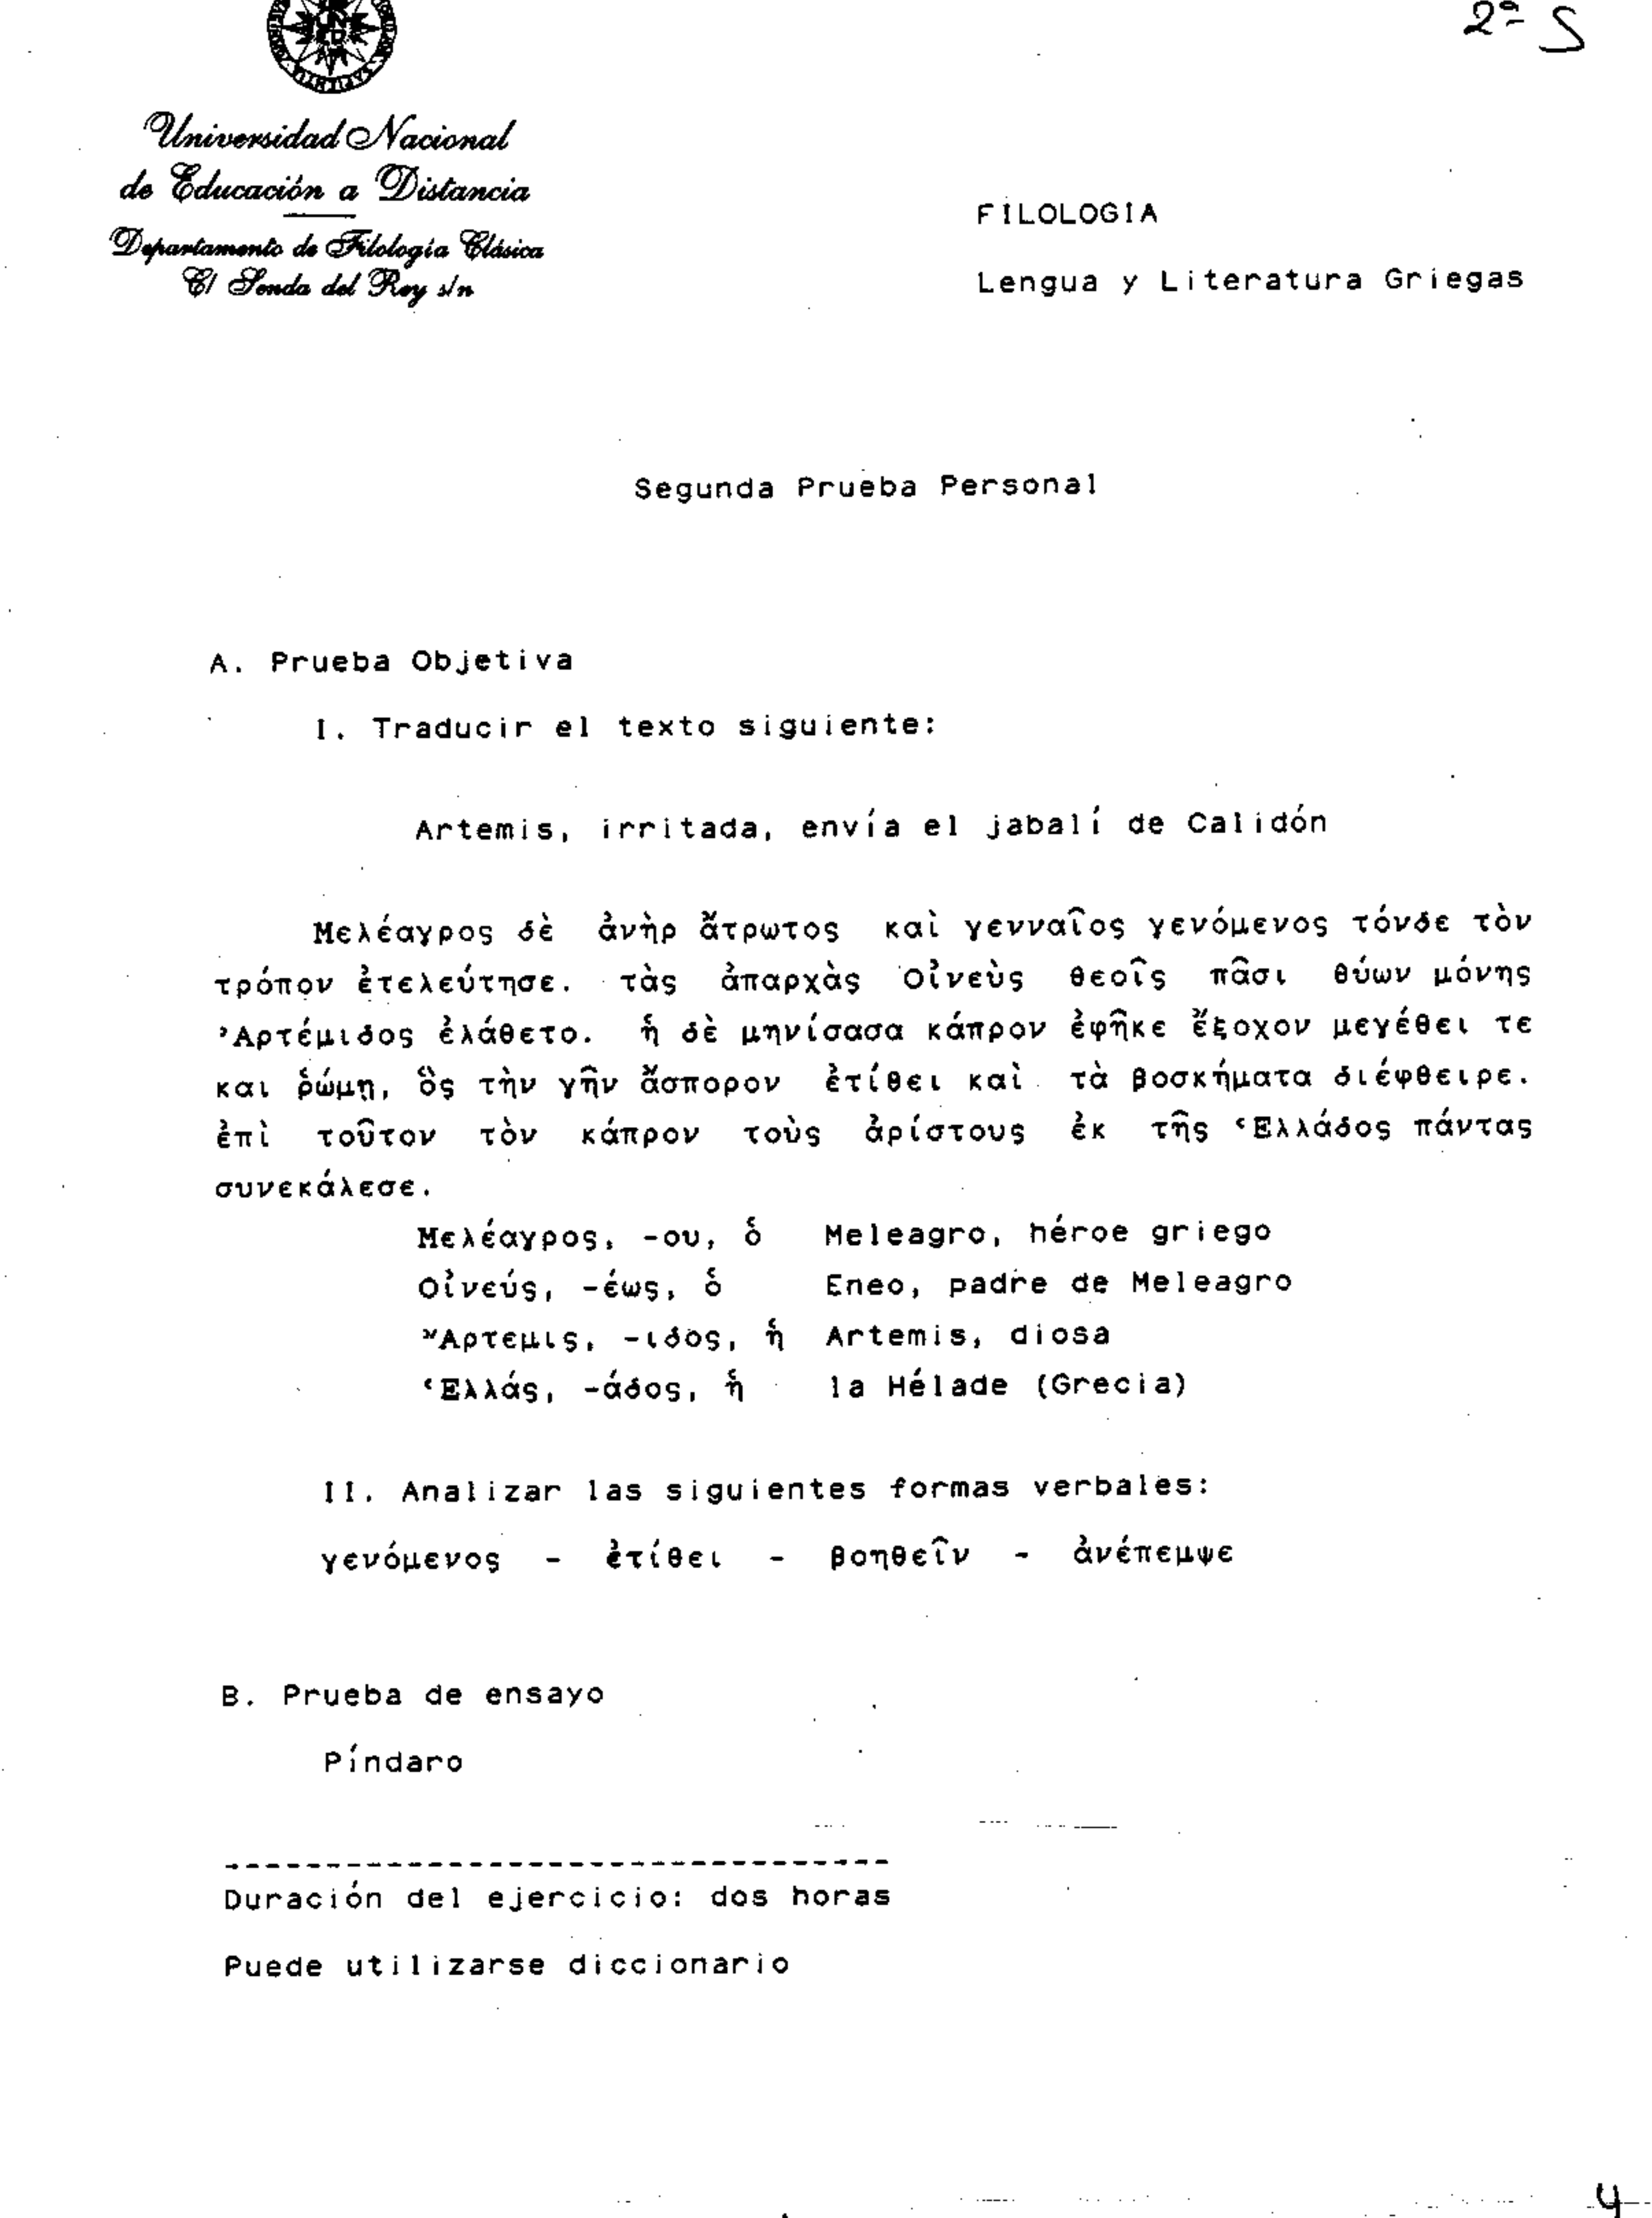 2ª S
Universidad Nacional
de Educación a Distancia
Departamento de Filología Clásica
C/ Senda del Rey s/n
FILOLOGIA
Lengua y Literatura Griegas
Segunda Prueba Personal
A. Prueba Objetiva
I. Traducir el texto siguiente:
Artemis, irritada, envía el jabalí de Calidón
Μελέαγρος δὲ ἀνὴρ ἄτρωτος καὶ γενναῖος γενόμενος τόνδε τὸν
τρόπον ἐτελεύτησε. τὰς ἀπαρχὰς Οἰνεὺς θεοῖς πᾶσι θύων μόνης
Ἀρτέμιδος ἐλάθετο. ἡ δὲ μηνίσασα κάπρον ἐφῆκε ἔξοχον μεγέθει τε
και ῥώμῃ, ὃς τὴν γῆν ἄσπορον ἐτίθει καὶ τὰ βοσκήματα διέφθειρε.
ἐπὶ τοῦτον τὸν κάπρον τοὺς ἀρίστους ἐκ τῆς Ἑλλάδος πάντας
συνεκάλεσε.
Μελέαγρος, -ου, ὁ Meleagro, héroe griego
Οἰνεύς, -έως, ὁ Eneo, padre de Meleagro
Ἄρτεμις, -ιδος, ἡ Artemis, diosa
Ἑλλάς, -άδος, ἡ la Hélade (Grecia)
II. Analizar las siguientes formas verbales:
γενόμενος - ἐτίθει - βοηθεῖν - ἀνέπεμψε
B. Prueba de ensayo
Píndaro
Duración del ejercicio: dos horas
Puede utilizarse diccionario
4